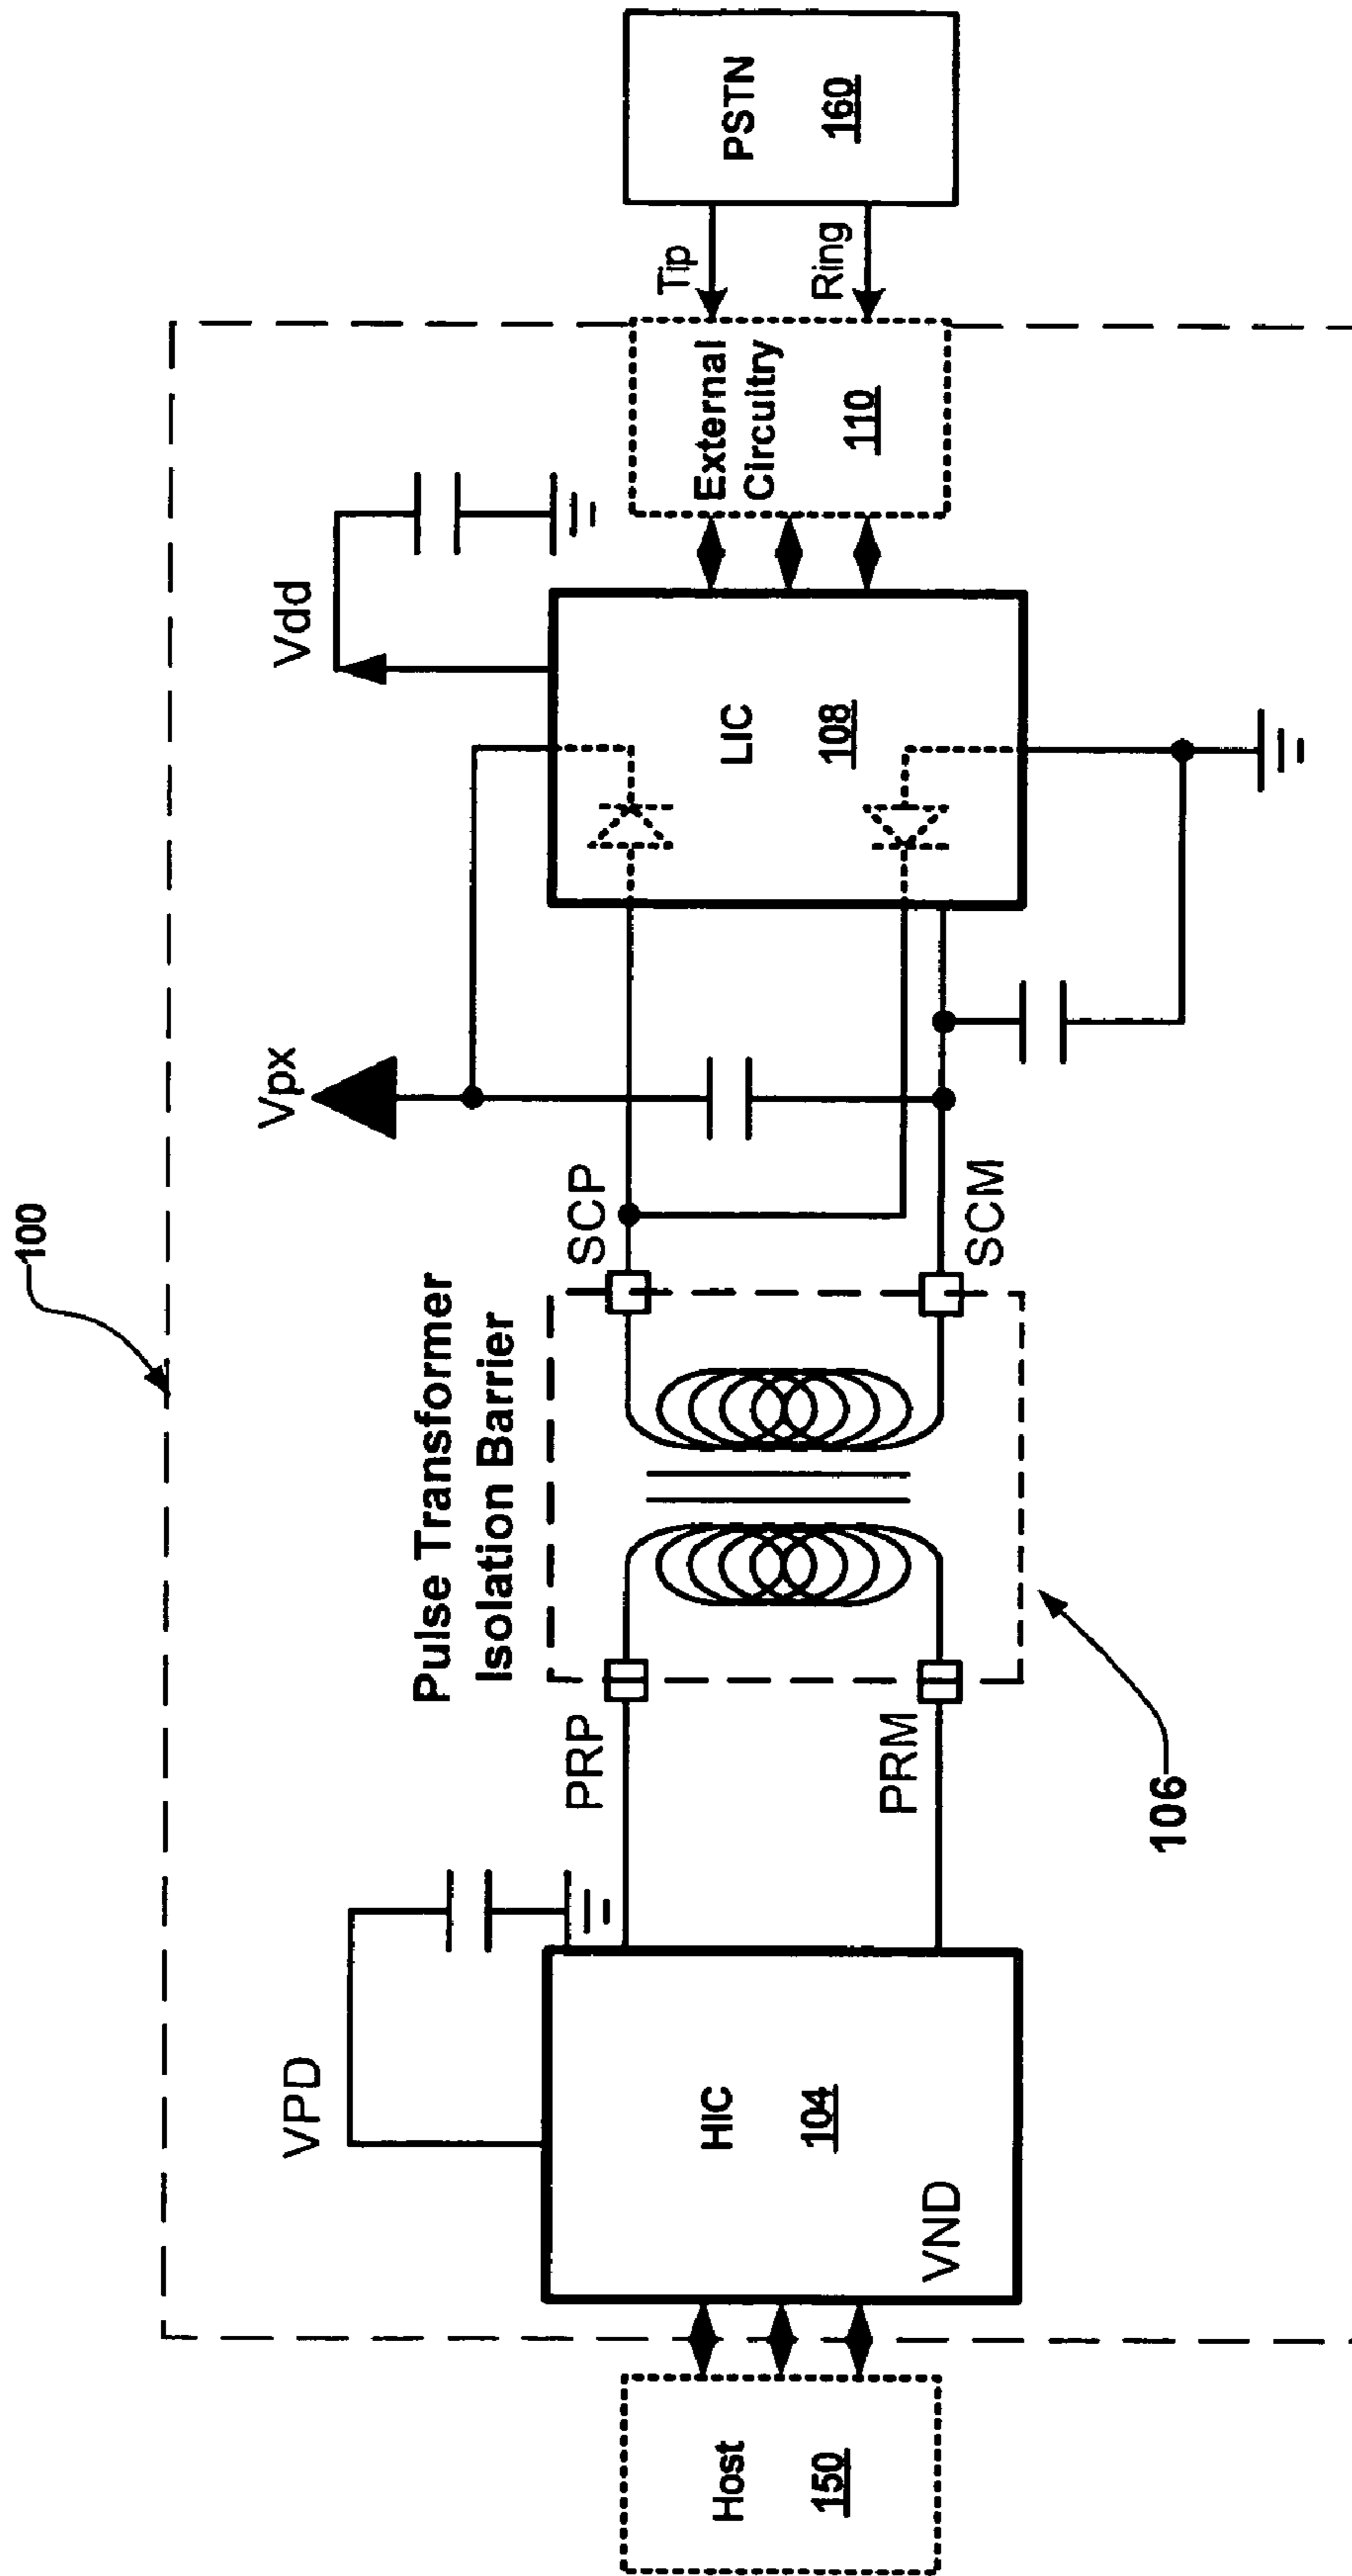 100
Pulse Transformer
Isolation Barrier
VPD
Vpx
Vdd
Host
150
HIC
104
VND
PRP
PRM
SCP
SCM
106
LIC
108
External
Circuitry
110
Tip
Ring
PSTN
160